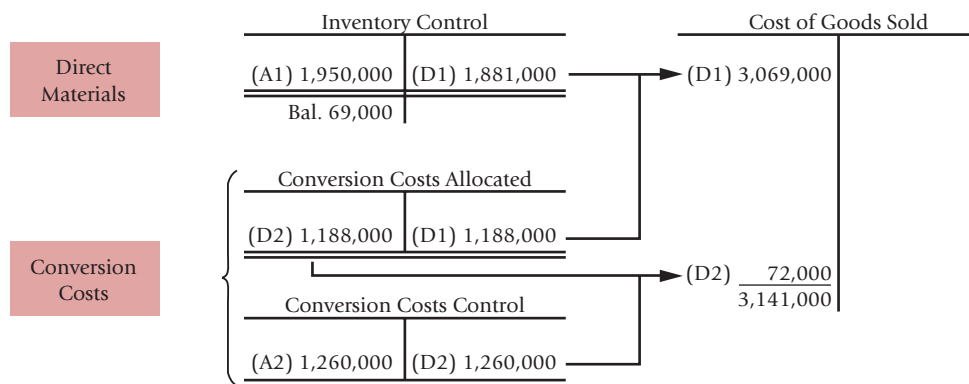 Inventory Control
Cost of Goods Sold
Direct
Materials
(A1) 1,950,000 (D1) 1,881,000
(D1) 3,069,000
Bal. 69,000
Conversion Costs Allocated
(D2) 1,188,000 (D1) 1,188,000
Conversion
Costs
(D2) 72,000
3,141,000
Conversion Costs Control
(A2) 1,260,000 (D2) 1,260,000